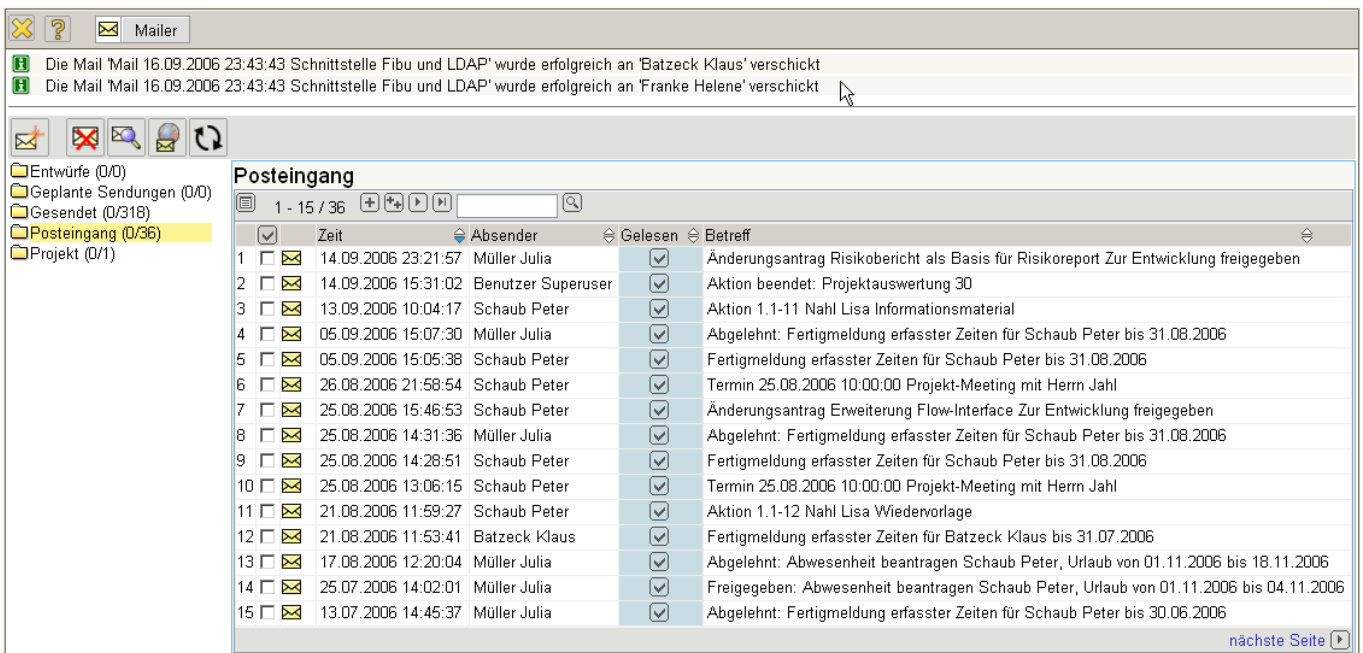 Mailer
Die Mail 'Mail 16.09.2006 23:43:43 Schnittstelle Fibu und LDAP' wurde erfolgreich an 'Batzeck Klaus' verschickt
Die Mail 'Mail 16.09.2006 23:43:43 Schnittstelle Fibu und LDAP' wurde erfolgreich an 'Franke Helene' verschickt
Entwürfe (0/0)
Geplante Sendungen (0/0)
Gesendet (0/318)
Posteingang (0/36)
Projekt (0/1)
Posteingang
1 - 15 / 36
Zeit Absender Gelesen Betreff
1 14.09.2006 23:21:57 Müller Julia Änderungsantrag Risikobericht als Basis für Risikoreport Zur Entwicklung freigegeben
2 14.09.2006 15:31:02 Benutzer Superuser Aktion beendet: Projektauswertung 30
3 13.09.2006 10:04:17 Schaub Peter Aktion 1.1-11 Nahl Lisa Informationsmaterial
4 05.09.2006 15:07:30 Müller Julia Abgelehnt: Fertigmeldung erfasster Zeiten für Schaub Peter bis 31.08.2006
5 05.09.2006 15:05:38 Schaub Peter Fertigmeldung erfasster Zeiten für Schaub Peter bis 31.08.2006
6 26.08.2006 21:58:54 Schaub Peter Termin 25.08.2006 10:00:00 Projekt-Meeting mit Herrn Jahl
7 25.08.2006 15:46:53 Schaub Peter Änderungsantrag Erweiterung Flow-Interface Zur Entwicklung freigegeben
8 25.08.2006 14:31:36 Müller Julia Abgelehnt: Fertigmeldung erfasster Zeiten für Schaub Peter bis 31.08.2006
9 25.08.2006 14:28:51 Schaub Peter Fertigmeldung erfasster Zeiten für Schaub Peter bis 31.08.2006
10 25.08.2006 13:06:15 Schaub Peter Termin 25.08.2006 10:00:00 Projekt-Meeting mit Herrn Jahl
11 21.08.2006 11:59:27 Schaub Peter Aktion 1.1-12 Nahl Lisa Wiedervorlage
12 21.08.2006 11:53:41 Batzeck Klaus Fertigmeldung erfasster Zeiten für Batzeck Klaus bis 31.07.2006
13 17.08.2006 12:20:04 Müller Julia Abgelehnt: Abwesenheit beantragen Schaub Peter, Urlaub von 01.11.2006 bis 18.11.2006
14 25.07.2006 14:02:01 Müller Julia Freigegeben: Abwesenheit beantragen Schaub Peter, Urlaub von 01.11.2006 bis 04.11.2006
15 13.07.2006 14:45:37 Müller Julia Abgelehnt: Fertigmeldung erfasster Zeiten für Schaub Peter bis 30.06.2006
nächste Seite